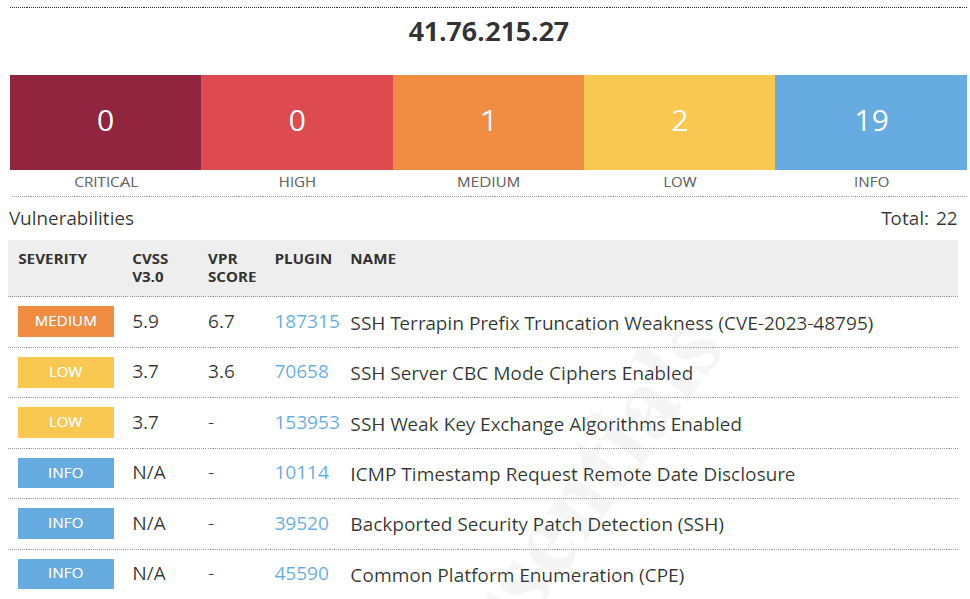 41.76.215.27
0 0 1 2 19
CRITICAL HIGH MEDIUM LOW INFO
Vulnerabilities Total: 22
SEVERITY CVSS V3.0 VPR SCORE PLUGIN NAME
MEDIUM 5.9 6.7 187315 SSH Terrapin Prefix Truncation Weakness (CVE-2023-48795)
LOW 3.7 3.6 70658 SSH Server CBC Mode Ciphers Enabled
LOW 3.7 - 153953 SSH Weak Key Exchange Algorithms Enabled
INFO N/A - 10114 ICMP Timestamp Request Remote Date Disclosure
INFO N/A - 39520 Backported Security Patch Detection (SSH)
INFO N/A - 45590 Common Platform Enumeration (CPE)